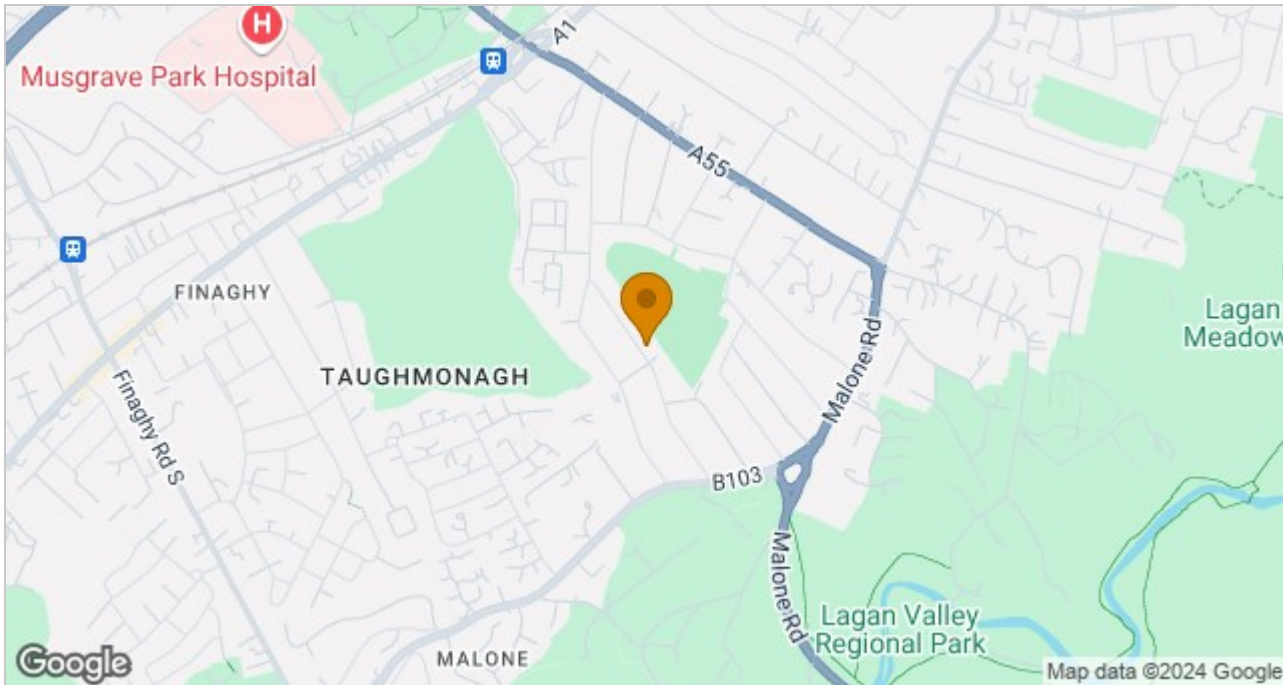 H
Musgrave Park Hospital
A1
A55
FINAGHY
TAUGHMONAGH
Finaghy Rd S
Malone Rd
B103
Malone Rd
Lagan
Meadow
Lagan Valley
Regional Park
MALONE
Google
Map data ©2024 Google